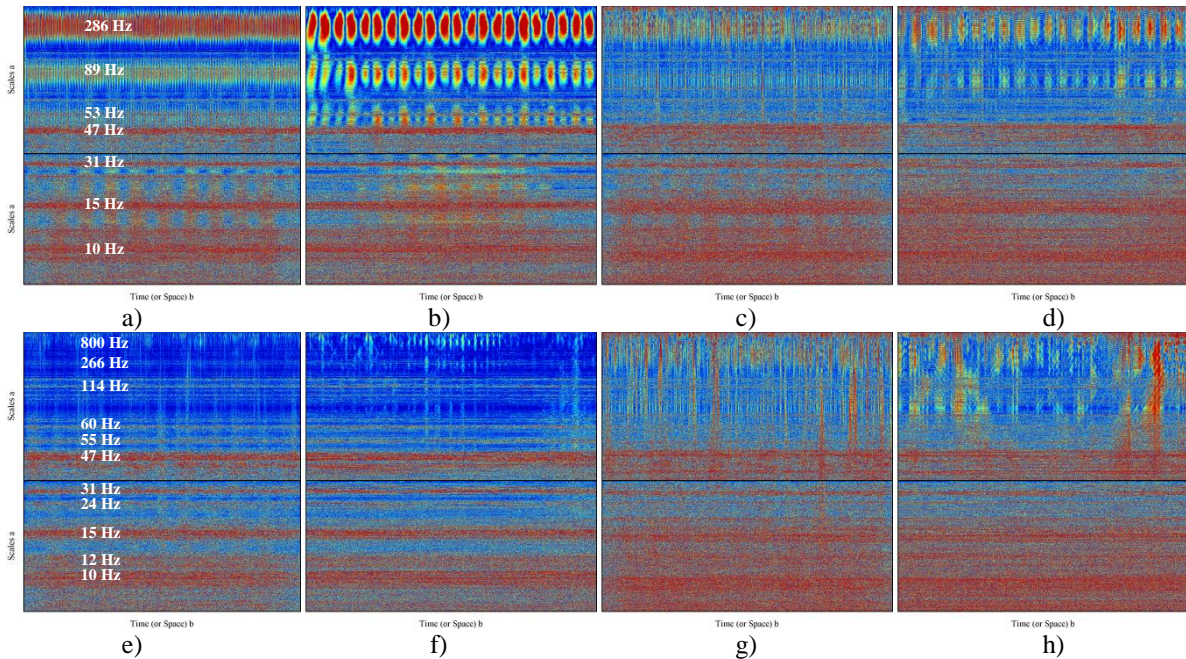 Scales a
286 Hz
89 Hz
53 Hz
47 Hz
Scales a
31 Hz
15 Hz
10 Hz
Time (or Space) b
Time (or Space) b
Time (or Space) b
Time (or Space) b
a)
b)
c)
d)
Scales a
800 Hz
266 Hz
114 Hz
60 Hz
55 Hz
47 Hz
Scales a
31 Hz
24 Hz
15 Hz
12 Hz
10 Hz
Time (or Space) b
Time (or Space) b
Time (or Space) b
Time (or Space) b
e)
f)
g)
h)